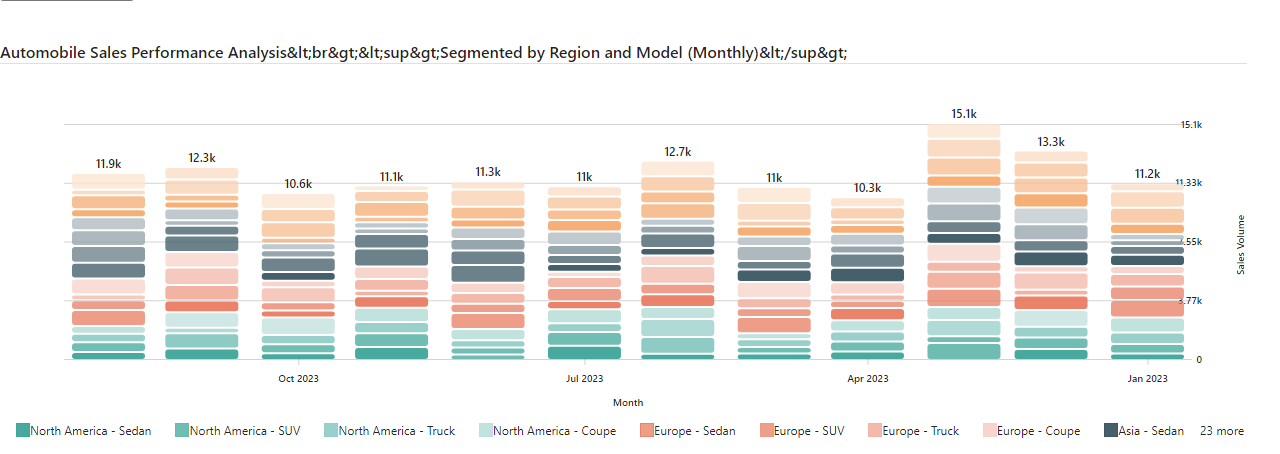 Automobile Sales Performance Analysis&lt;br&gt;&lt;sup&gt;Segmented by Region and Model (Monthly)&lt;/sup&gt;
15.1k
15.1k
13.3k
12.7k
12.3k
11.9k
11.1k
11.3k
11k
11k
11.2k
10.6k
10.3k
11.33k
7.55k
3.77k
0
Sales Volume
Oct 2023
Jul 2023
Apr 2023
Jan 2023
Month
North America - Sedan
North America - SUV
North America - Truck
North America - Coupe
Europe - Sedan
Europe - SUV
Europe - Truck
Europe - Coupe
Asia - Sedan
23 more